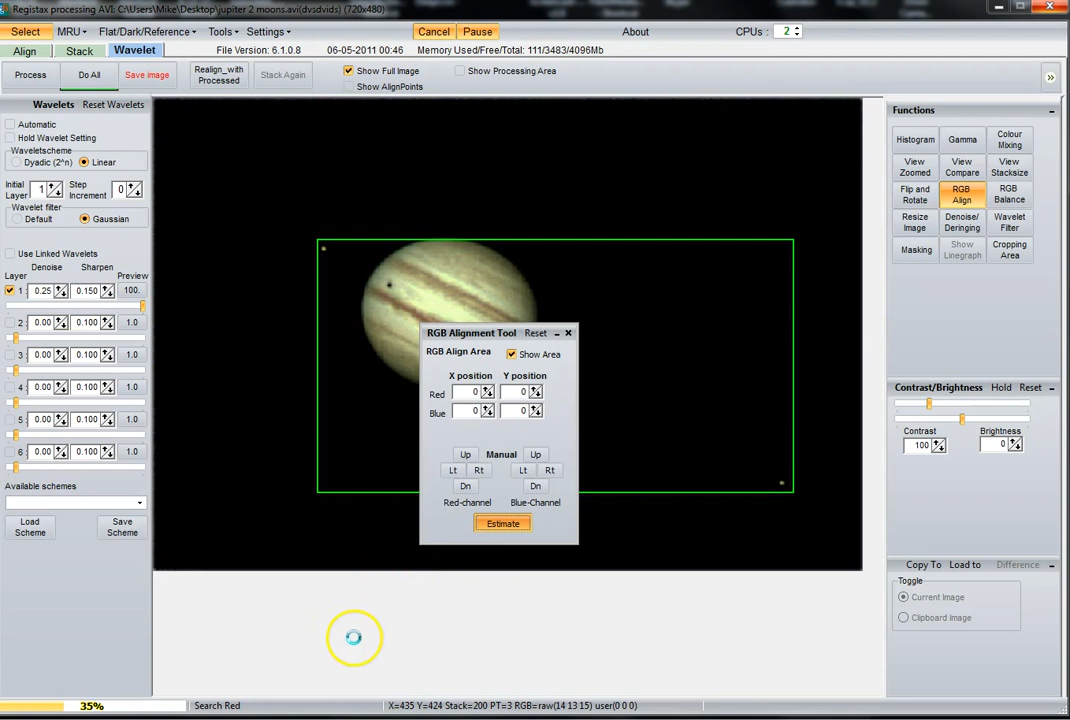 Registax processing AVI: C:\Users\Mike\Desktop\jupiter 2 moons.avi(dvsdvids) (720x480)
Select MRU Flat/Dark/Reference Tools Settings Cancel Pause About CPUs: 2
Align Stack Wavelet File Version: 6.1.0.8 06-05-2011 00:46 Memory Used/Free/Total: 111/3483/4096Mb
Process Do All Save image Realign_with Processed Stack Again Show Full Image Show Processing Area
Show AlignPoints
Wavelets Reset Wavelets
Automatic
Hold Wavelet Setting
Waveletscheme
Dyadic (2^n) Linear
Initial Layer 1 Step Increment 0
Wavelet filter
Default Gaussian
Use Linked Wavelets
Denoise Sharpen
Layer Preview
1 : 0.25 0.150 100.
2 : 0.00 0.100 1.0
3 : 0.00 0.100 1.0
4 : 0.00 0.100 1.0
5 : 0.00 0.100 1.0
6 : 0.00 0.100 1.0
Available schemes
Load Scheme Save Scheme
RGB Alignment Tool Reset
RGB Align Area Show Area
X position Y position
Red 0 0
Blue 0 0
Up Manual Up
Lt Rt Lt Rt
Dn Dn
Red-channel Blue-Channel
Estimate
Functions
Histogram Gamma Colour Mixing
View Zoomed View Compare View Stacksize
Flip and Rotate RGB Align RGB Balance
Resize Image Denoise/ Deringing Wavelet Filter
Masking Show Linegraph Cropping Area
Contrast/Brightness Hold Reset
Contrast Brightness
100 0
Copy To Load to Difference
Toggle
Current Image
Clipboard Image
35% Search Red X=435 Y=424 Stack=200 PT=3 RGB=raw(14 13 15) user(0 0 0)